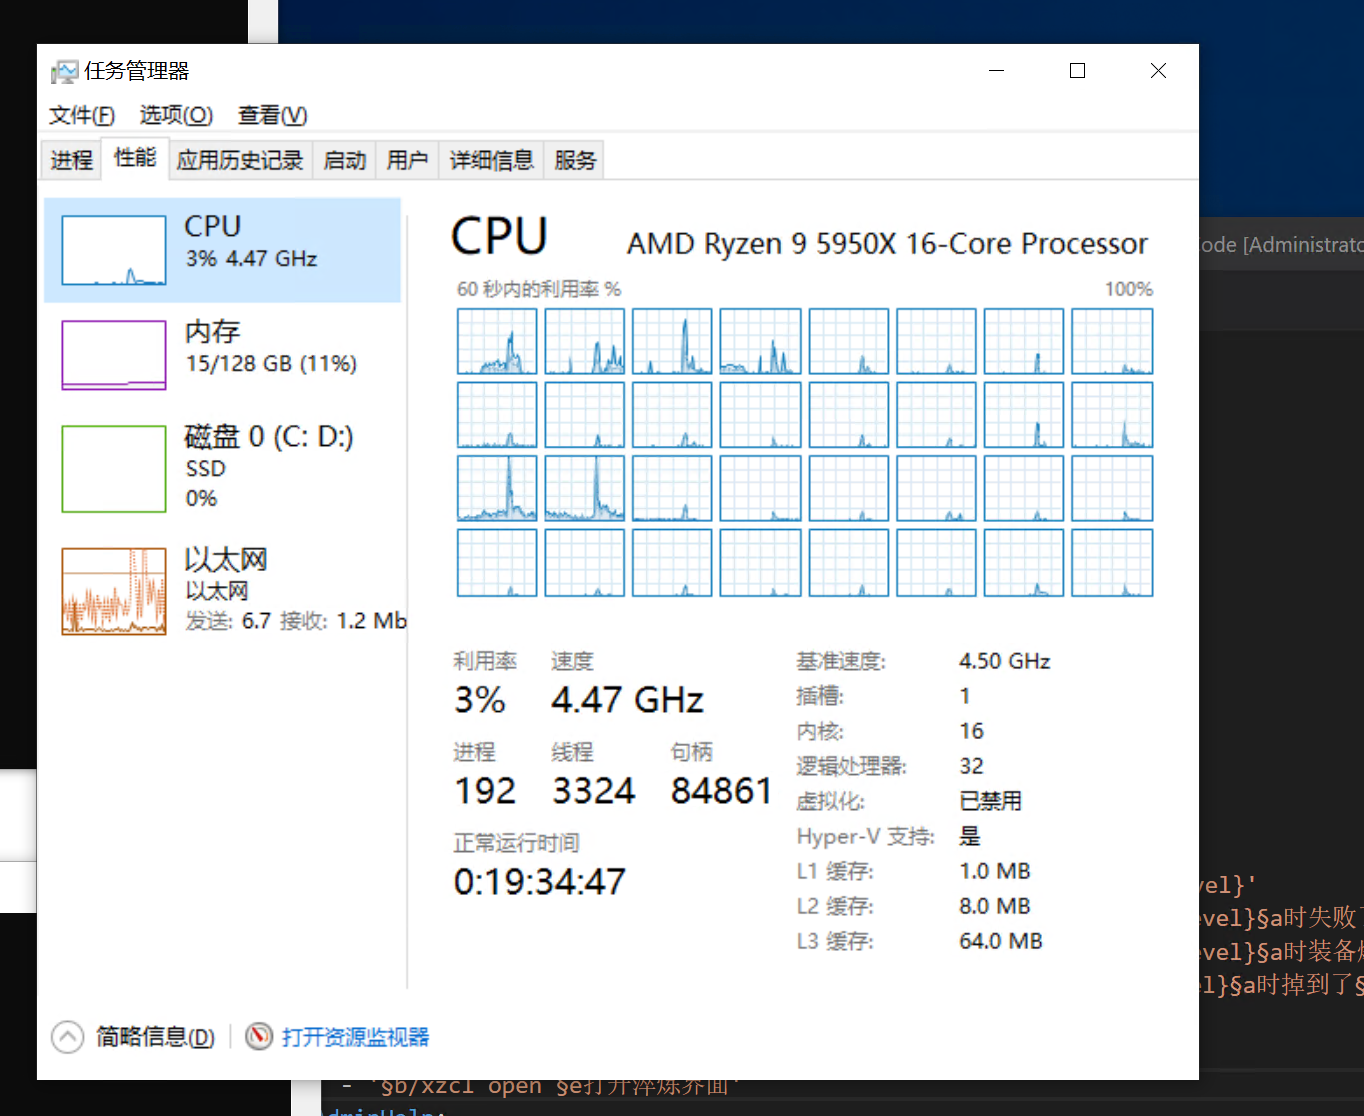 任务管理器
文件(F) 选项(O) 查看(V)
进程 性能 应用历史记录 启动 用户 详细信息 服务
CPU
3% 4.47 GHz
内存
15/128 GB (11%)
磁盘 0 (C: D:)
SSD
0%
以太网
以太网
发送: 6.7 接收: 1.2 Mb
CPU AMD Ryzen 9 5950X 16-Core Processor
60 秒内的利用率 % 100%
利用率 速度
3% 4.47 GHz
进程 线程 句柄
192 3324 84861
正常运行时间
0:19:34:47
基准速度: 4.50 GHz
插槽: 1
内核: 16
逻辑处理器: 32
虚拟化: 已禁用
Hyper-V 支持: 是
L1 缓存: 1.0 MB
L2 缓存: 8.0 MB
L3 缓存: 64.0 MB
简略信息(D) 打开资源监视器
ode [Administrato
vel}'
evel}§a时失败
evel}§a时装备
el}§a时掉到了§
- '§b/xzcl open §e打开淬炼界面'
dminHelp: